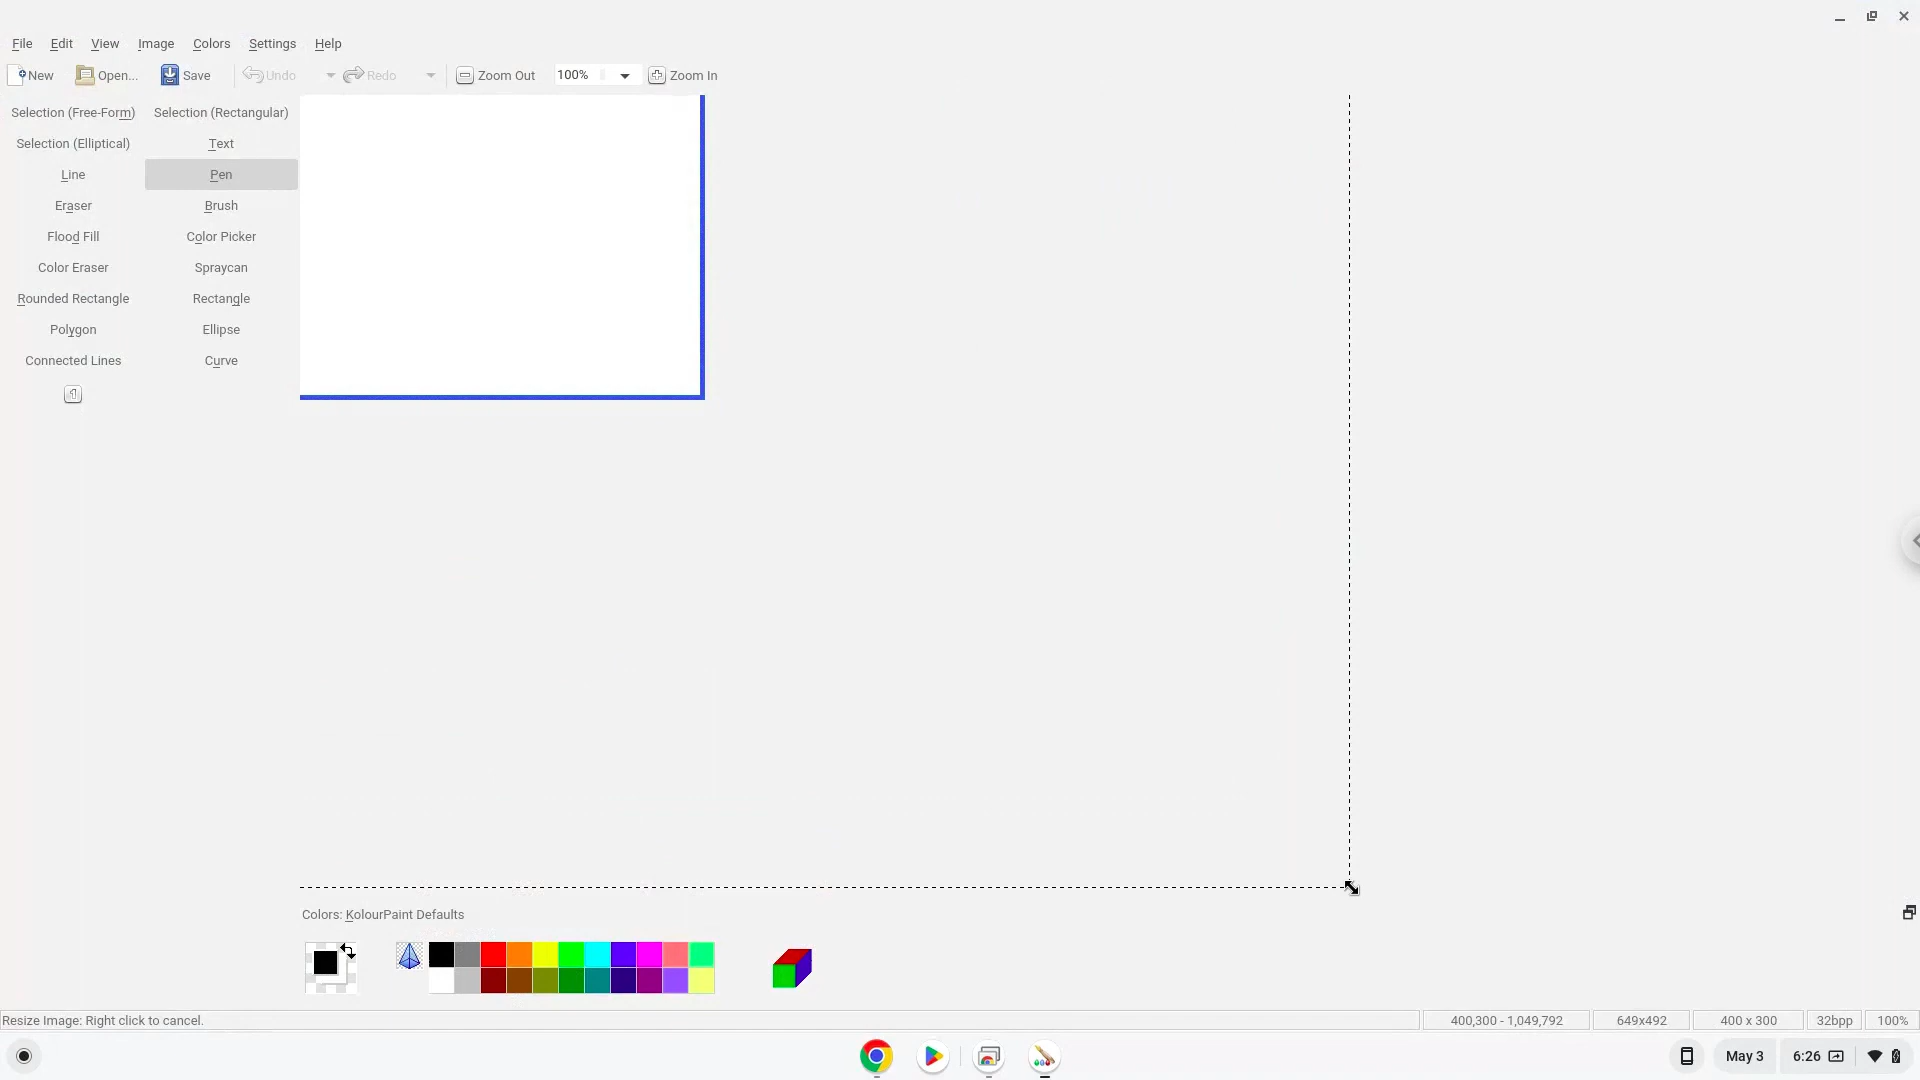 File Edit View Image Colors Settings Help
New Open... Save Undo Redo Zoom Out 100% Zoom In
Selection (Free-Form) Selection (Rectangular)
Selection (Elliptical) Text
Line Pen
Eraser Brush
Flood Fill Color Picker
Color Eraser Spraycan
Rounded Rectangle Rectangle
Polygon Ellipse
Connected Lines Curve
Colors: KolourPaint Defaults
Resize Image: Right click to cancel. 400,300 - 1,049,792 649x492 400 x 300 32bpp 100%
May 3 6:26